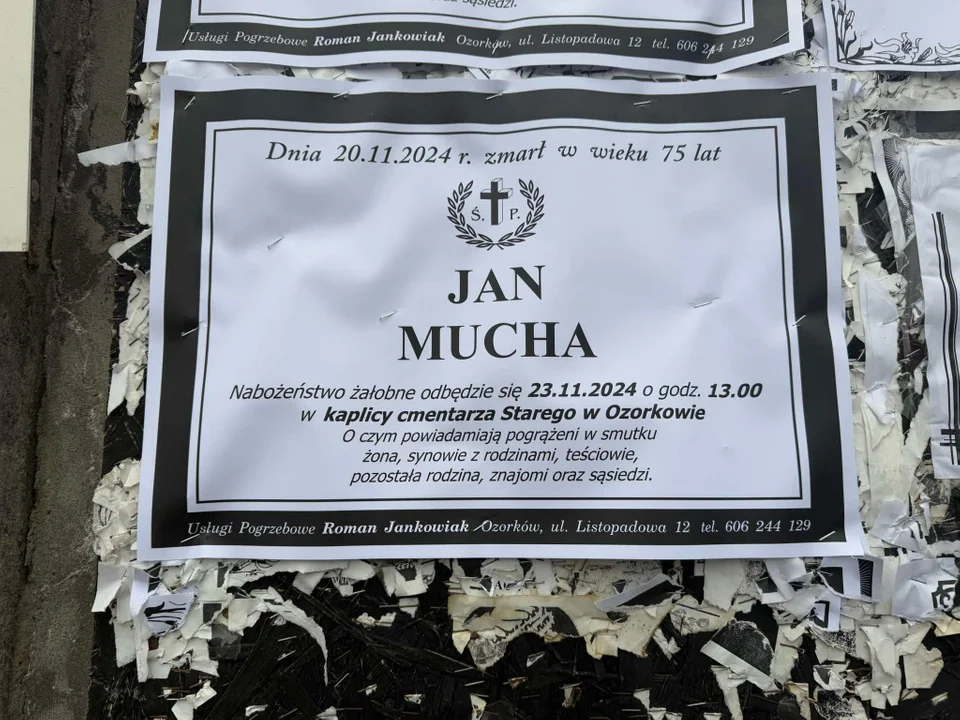 oraz sąsiedzi.
Usługi Pogrzebowe Roman Jankowiak Ozorków, ul. Listopadowa 12 tel. 606 244 129
Dnia 20.11.2024 r. zmarł w wieku 75 lat
Ś. P.
JAN
MUCHA
Nabożeństwo żałobne odbędzie się 23.11.2024 o godz. 13.00
w kaplicy cmentarza Starego w Ozorkowie
O czym powiadamiają pogrążeni w smutku
żona, synowie z rodzinami, teściowie,
pozostała rodzina, znajomi oraz sąsiedzi.
Usługi Pogrzebowe Roman Jankowiak Ozorków, ul. Listopadowa 12 tel. 606 244 129